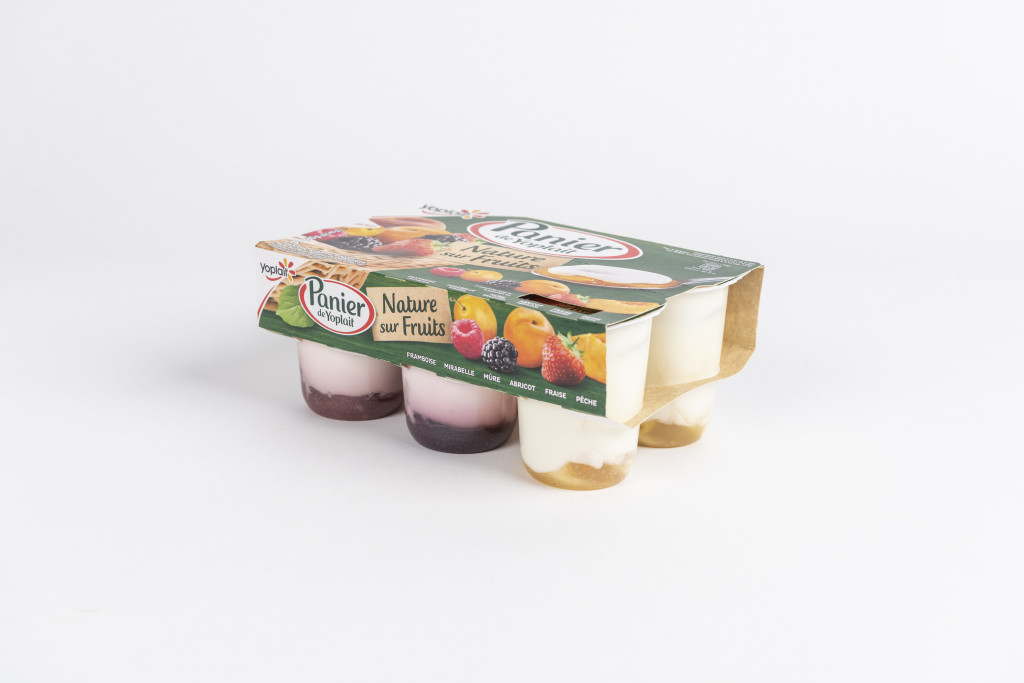 Yoplait
Panier
de Yoplait
Nature
sur Fruits
Yoplait
Panier
de Yoplait
Nature
sur Fruits
FRAMBOISE MIRABELLE MÛRE ABRICOT FRAISE PÊCHE